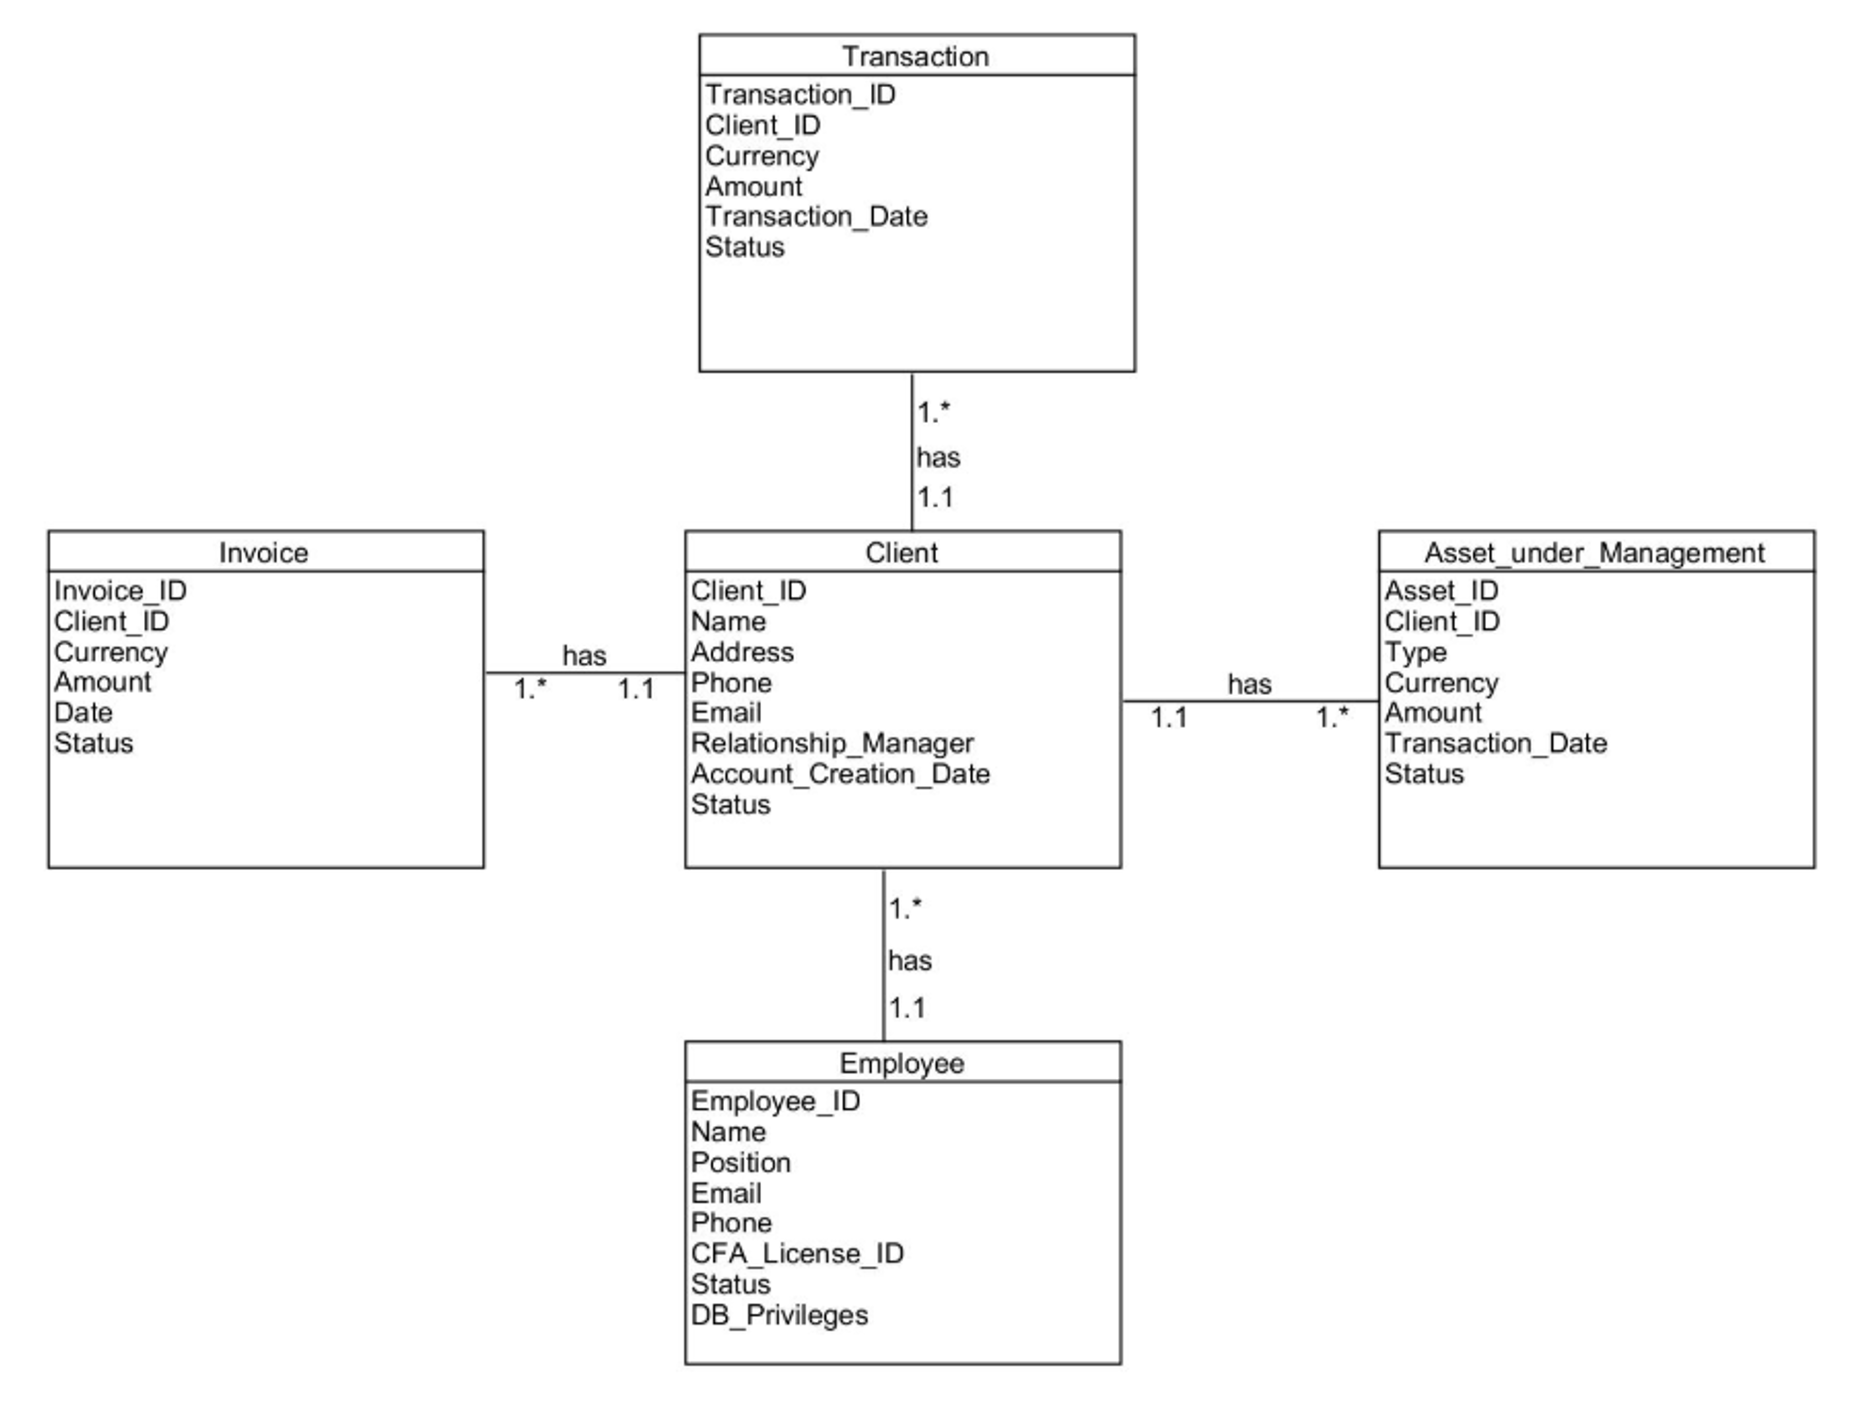 Transaction
Transaction_ID
Client_ID
Currency
Amount
Transaction_Date
Status
1.*
has
1.1
Invoice
Invoice_ID
Client_ID
Currency
Amount
Date
Status
has
1.* 1.1
Client
Client_ID
Name
Address
Phone
Email
Relationship_Manager
Account_Creation_Date
Status
has
1.1 1.*
Asset_under_Management
Asset_ID
Client_ID
Type
Currency
Amount
Transaction_Date
Status
1.*
has
1.1
Employee
Employee_ID
Name
Position
Email
Phone
CFA_License_ID
Status
DB_Privileges